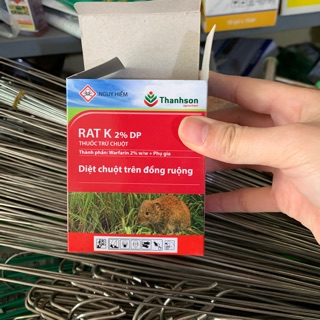 NGUY HIỂM
Thanhson
RAT K 2% DP
THUỐC TRỪ CHUỘT
Thành phần: Warfarin 2% w/w + Phụ gia
Diệt chuột trên đồng ruộng